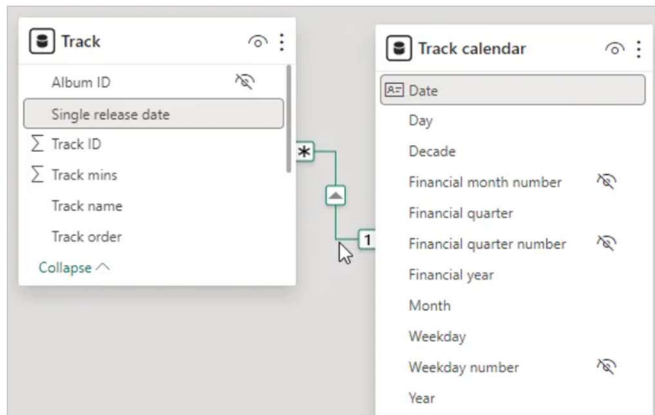 Track
Album ID
Single release date
Track ID
Track mins
Track name
Track order
Collapse
*
1
Track calendar
Date
Day
Decade
Financial month number
Financial quarter
Financial quarter number
Financial year
Month
Weekday
Weekday number
Year